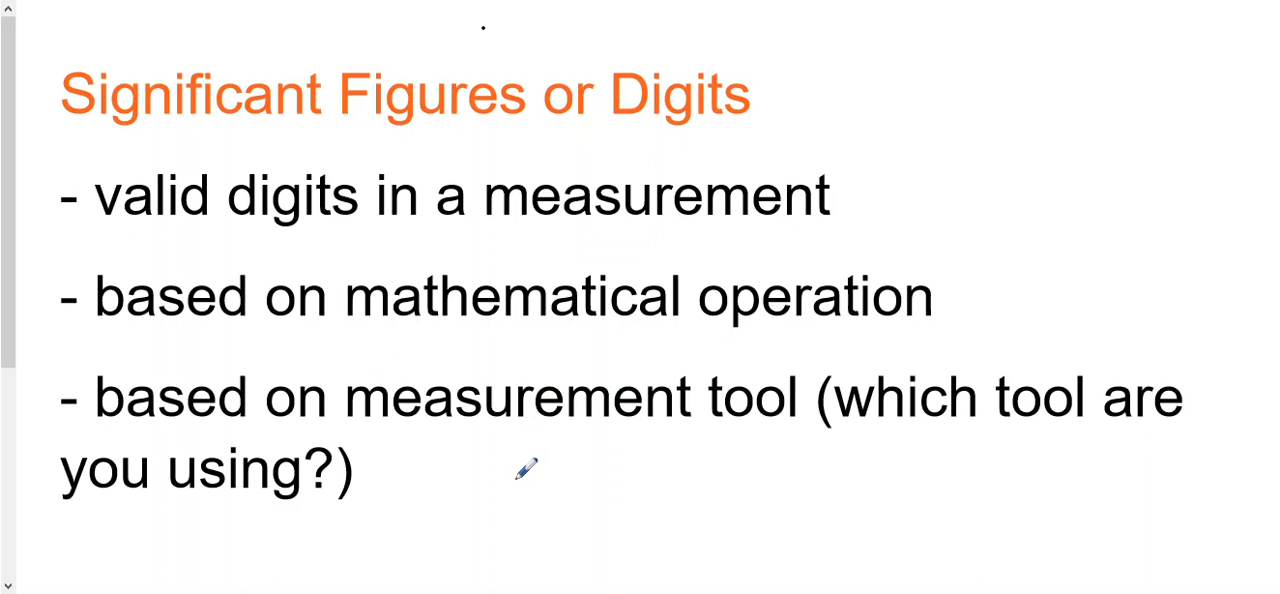 Significant Figures or Digits
- valid digits in a measurement
- based on mathematical operation
- based on measurement tool (which tool are
you using?)